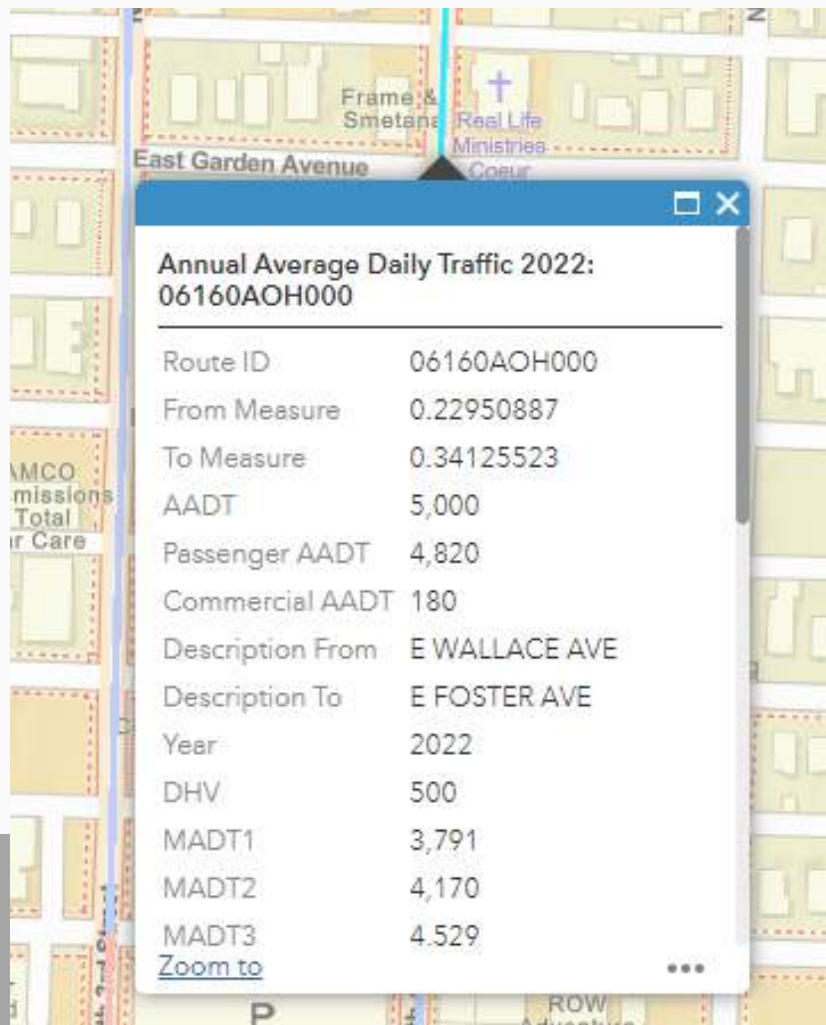 Frame &
Smetana
Real Life
Ministries
Coeur
East Garden Avenue
Annual Average Daily Traffic 2022:
06160AOH000
Route ID 06160AOH000
From Measure 0.22950887
To Measure 0.34125523
AADT 5,000
Passenger AADT 4,820
Commercial AADT 180
Description From E WALLACE AVE
Description To E FOSTER AVE
Year 2022
DHV 500
MADT1 3,791
MADT2 4,170
MADT3 4.529
Zoom to
AMCO
missions
Total
r Care
P
ROW